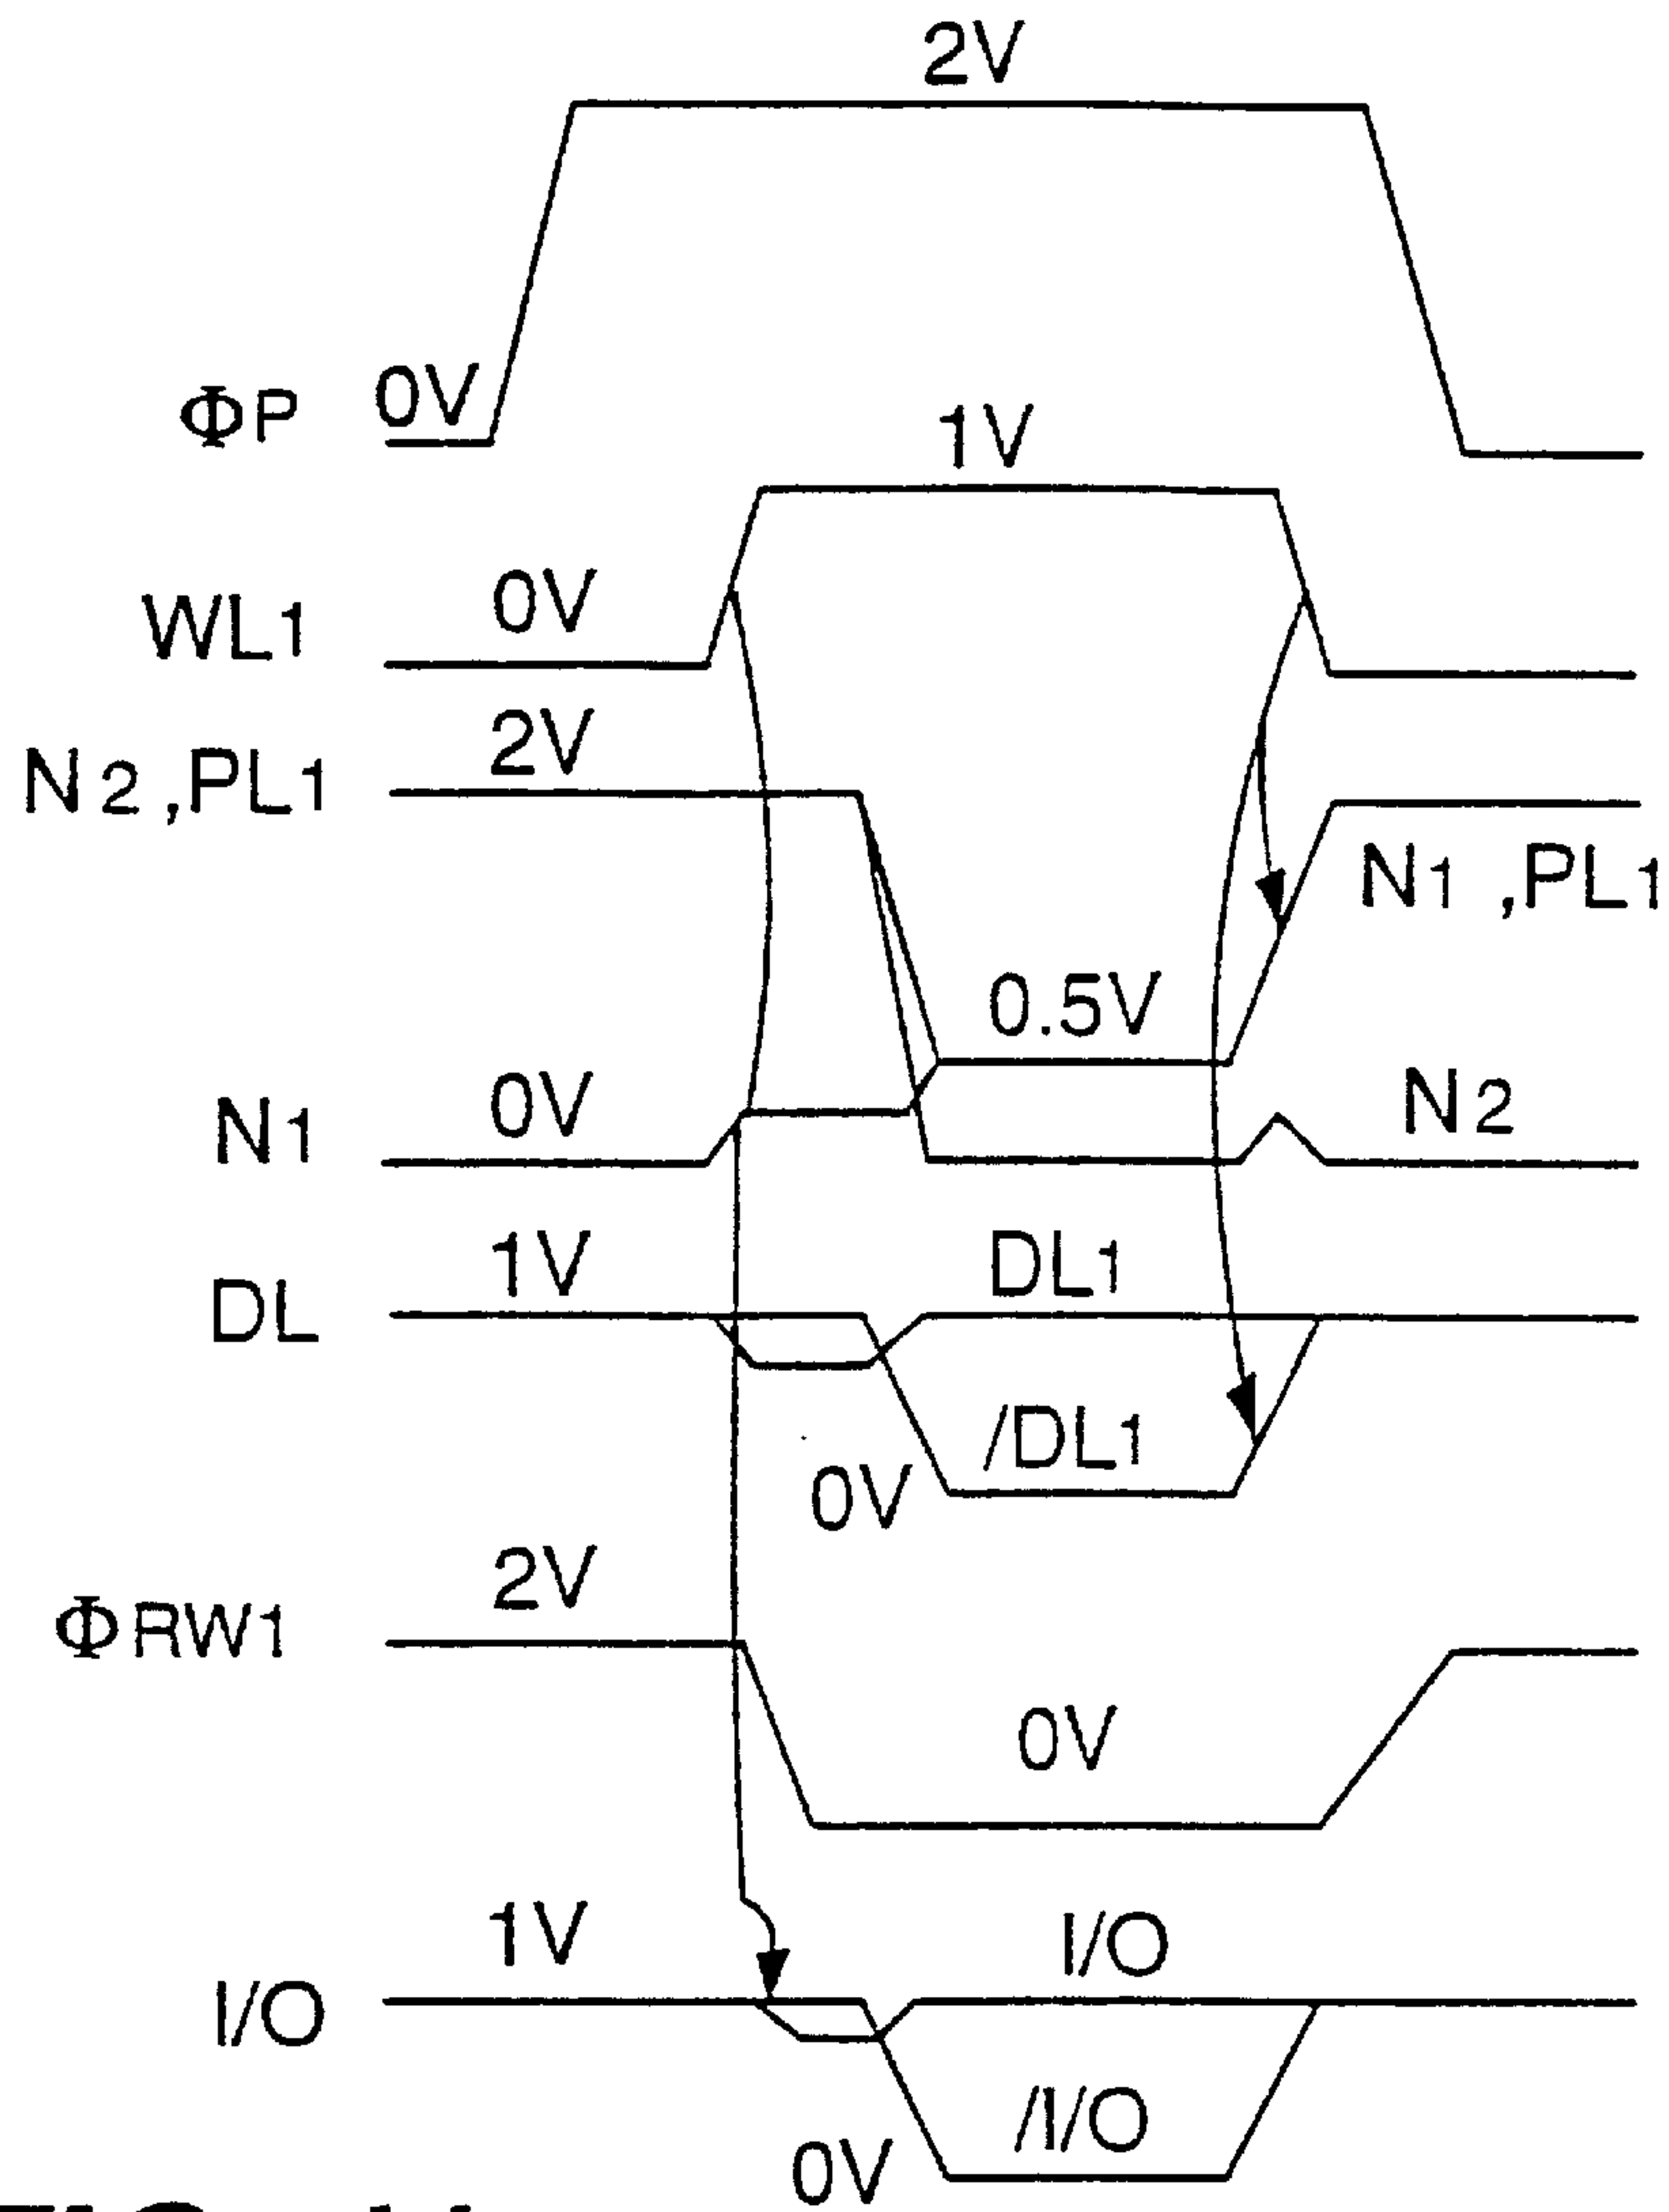 2V
ΦP 0V
1V
WL1 0V
N2,PL1 2V
N1,PL1
0.5V
N1 0V N2
DL 1V DL1
/DL1
0V
ΦRW1 2V
0V
I/O 1V I/O
/I/O
0V